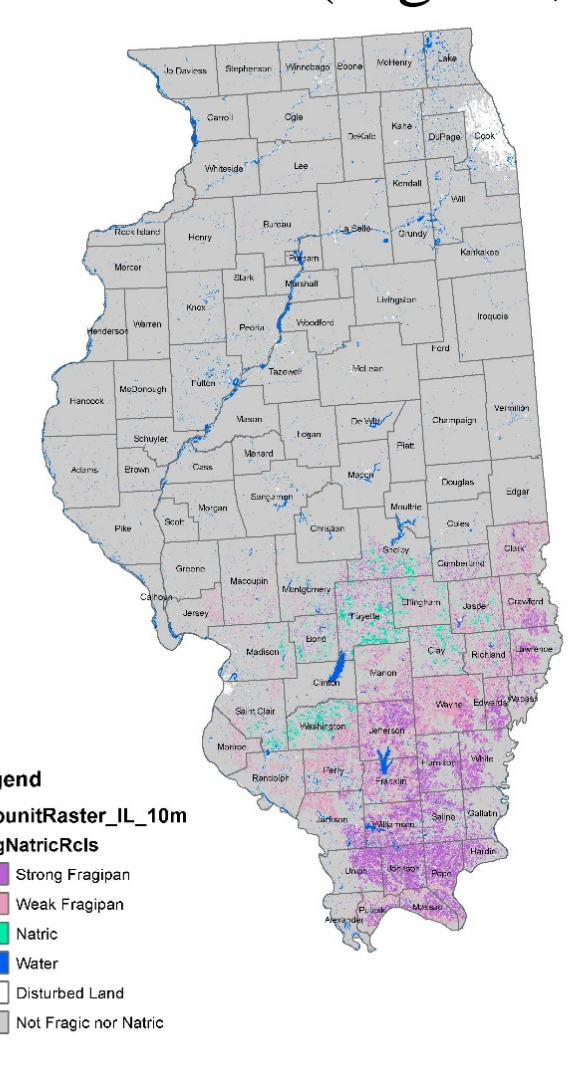 Jo Daviess Stephenson Winnebago Boone McHenry Lake
Carroll Ogle DeKalb Kane DuPage Cook
Whiteside Lee Kendall Will
Rock Island Henry Bureau La Salle Grundy
Mercer Stark Putnam Marshall Kankakee
Henderson Warren Knox Peoria Woodford Livingston Iroquois
Hancock McDonough Fulton Tazewell McLean Ford
Schuyler Mason Logan De Witt Champaign Vermilion
Adams Brown Cass Menard Piatt
Pike Scott Morgan Sangamon Macon Douglas Edgar
Christian Moultrie Coles
Greene Shelby Cumberland Clark
Calhoun Jersey Macoupin Montgomery Fayette Effingham Jasper Crawford
Madison Bond Clay Richland Lawrence
Clinton Marion Wayne Edwards Wabash
Saint Clair Washington Jefferson
Monroe Randolph Perry Franklin Hamilton White
Jackson Williamson Saline Gallatin
Union Johnson Pope Hardin
Alexander Pulaski Massac
gend
ounitRaster_IL_10m
gNatricRcls
Strong Fragipan
Weak Fragipan
Natric
Water
Disturbed Land
Not Fragic nor Natric